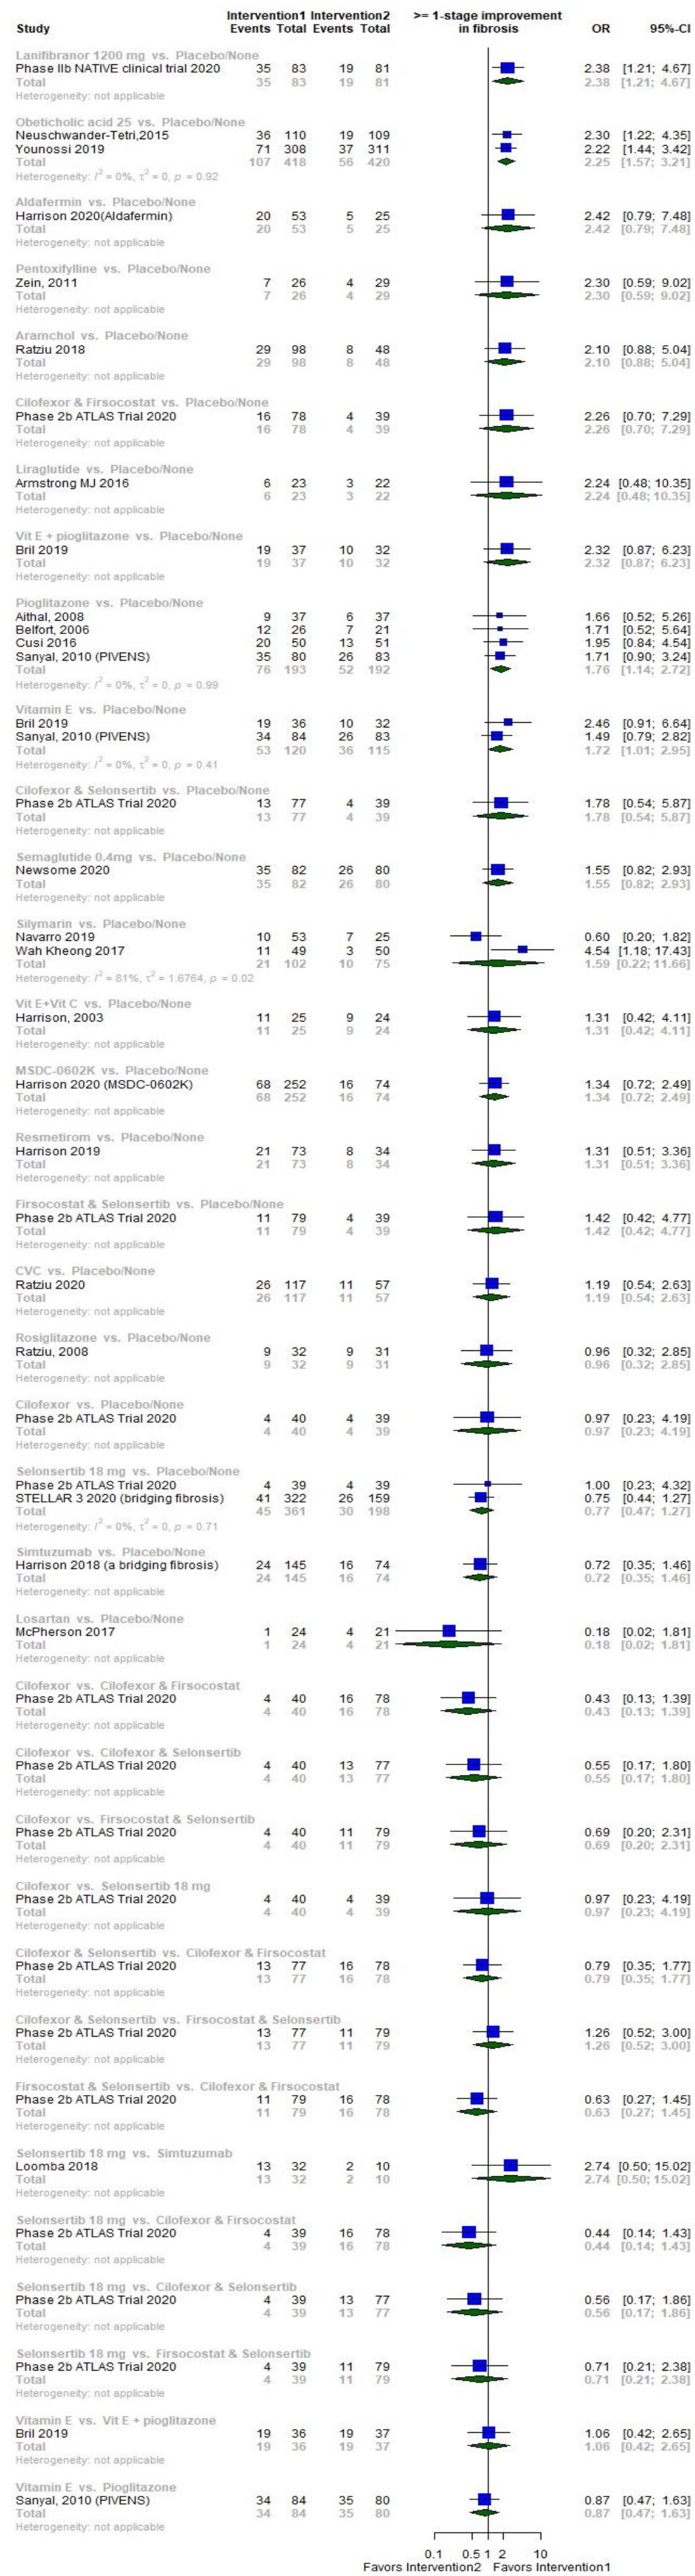 Intervention1 Intervention2 >= 1-stage improvement
Study Events Total Events Total in fibrosis OR 95%-CI
Lanifibranor 1200 mg vs. Placebo/None
Phase IIb NATIVE clinical trial 2020 35 83 19 81 2.38 [1.21; 4.67]
Total 35 83 19 81 2.38 [1.21; 4.67]
Heterogeneity: not applicable
Obeticholic acid 25 vs. Placebo/None
Neuschwander-Tetri,2015 36 110 19 109 2.30 [1.22; 4.35]
Younossi 2019 71 308 37 311 2.22 [1.44; 3.42]
Total 107 418 56 420 2.25 [1.57; 3.21]
Heterogeneity: I² = 0%, τ² = 0, p = 0.92
Aldafermin vs. Placebo/None
Harrison 2020(Aldafermin) 20 53 5 25 2.42 [0.79; 7.48]
Total 20 53 5 25 2.42 [0.79; 7.48]
Heterogeneity: not applicable
Pentoxifylline vs. Placebo/None
Zein, 2011 7 26 4 29 2.30 [0.59; 9.02]
Total 7 26 4 29 2.30 [0.59; 9.02]
Heterogeneity: not applicable
Aramchol vs. Placebo/None
Ratziu 2018 29 98 8 48 2.10 [0.88; 5.04]
Total 29 98 8 48 2.10 [0.88; 5.04]
Heterogeneity: not applicable
Cilofexor & Firsocostat vs. Placebo/None
Phase 2b ATLAS Trial 2020 16 78 4 39 2.26 [0.70; 7.29]
Total 16 78 4 39 2.26 [0.70; 7.29]
Heterogeneity: not applicable
Liraglutide vs. Placebo/None
Armstrong MJ 2016 6 23 3 22 2.24 [0.48; 10.35]
Total 6 23 3 22 2.24 [0.48; 10.35]
Heterogeneity: not applicable
Vit E + pioglitazone vs. Placebo/None
Bril 2019 19 37 10 32 2.32 [0.87; 6.23]
Total 19 37 10 32 2.32 [0.87; 6.23]
Heterogeneity: not applicable
Pioglitazone vs. Placebo/None
Aithal, 2008 9 37 6 37 1.66 [0.52; 5.26]
Belfort, 2006 12 26 7 21 1.71 [0.52; 5.64]
Cusi 2016 20 50 13 51 1.95 [0.84; 4.54]
Sanyal, 2010 (PIVENS) 35 80 26 83 1.71 [0.90; 3.24]
Total 76 193 52 192 1.76 [1.14; 2.72]
Heterogeneity: I² = 0%, τ² = 0, p = 0.99
Vitamin E vs. Placebo/None
Bril 2019 19 36 10 32 2.46 [0.91; 6.64]
Sanyal, 2010 (PIVENS) 34 84 26 83 1.49 [0.79; 2.82]
Total 53 120 36 115 1.72 [1.01; 2.95]
Heterogeneity: I² = 0%, τ² = 0, p = 0.41
Cilofexor & Selonsertib vs. Placebo/None
Phase 2b ATLAS Trial 2020 13 77 4 39 1.78 [0.54; 5.87]
Total 13 77 4 39 1.78 [0.54; 5.87]
Heterogeneity: not applicable
Semaglutide 0.4mg vs. Placebo/None
Newsome 2020 35 82 26 80 1.55 [0.82; 2.93]
Total 35 82 26 80 1.55 [0.82; 2.93]
Heterogeneity: not applicable
Silymarin vs. Placebo/None
Navarro 2019 10 53 7 25 0.60 [0.20; 1.82]
Wah Kheong 2017 11 49 3 50 4.54 [1.18; 17.43]
Total 21 102 10 75 1.59 [0.22; 11.66]
Heterogeneity: I² = 81%, τ² = 1.6764, p = 0.02
Vit E+Vit C vs. Placebo/None
Harrison, 2003 11 25 9 24 1.31 [0.42; 4.11]
Total 11 25 9 24 1.31 [0.42; 4.11]
Heterogeneity: not applicable
MSDC-0602K vs. Placebo/None
Harrison 2020 (MSDC-0602K) 68 252 16 74 1.34 [0.72; 2.49]
Total 68 252 16 74 1.34 [0.72; 2.49]
Heterogeneity: not applicable
Resmetirom vs. Placebo/None
Harrison 2019 21 73 8 34 1.31 [0.51; 3.36]
Total 21 73 8 34 1.31 [0.51; 3.36]
Heterogeneity: not applicable
Firsocostat & Selonsertib vs. Placebo/None
Phase 2b ATLAS Trial 2020 11 79 4 39 1.42 [0.42; 4.77]
Total 11 79 4 39 1.42 [0.42; 4.77]
Heterogeneity: not applicable
CVC vs. Placebo/None
Ratziu 2020 26 117 11 57 1.19 [0.54; 2.63]
Total 26 117 11 57 1.19 [0.54; 2.63]
Heterogeneity: not applicable
Rosiglitazone vs. Placebo/None
Ratziu, 2008 9 32 9 31 0.96 [0.32; 2.85]
Total 9 32 9 31 0.96 [0.32; 2.85]
Heterogeneity: not applicable
Cilofexor vs. Placebo/None
Phase 2b ATLAS Trial 2020 4 40 4 39 0.97 [0.23; 4.19]
Total 4 40 4 39 0.97 [0.23; 4.19]
Heterogeneity: not applicable
Selonsertib 18 mg vs. Placebo/None
Phase 2b ATLAS Trial 2020 4 39 4 39 1.00 [0.23; 4.32]
STELLAR 3 2020 (bridging fibrosis) 41 322 26 159 0.75 [0.44; 1.27]
Total 45 361 30 198 0.77 [0.47; 1.27]
Heterogeneity: I² = 0%, τ² = 0, p = 0.71
Simtuzumab vs. Placebo/None
Harrison 2018 (a bridging fibrosis) 24 145 16 74 0.72 [0.35; 1.46]
Total 24 145 16 74 0.72 [0.35; 1.46]
Heterogeneity: not applicable
Losartan vs. Placebo/None
McPherson 2017 1 24 4 21 0.18 [0.02; 1.81]
Total 1 24 4 21 0.18 [0.02; 1.81]
Heterogeneity: not applicable
Cilofexor vs. Cilofexor & Firsocostat
Phase 2b ATLAS Trial 2020 4 40 16 78 0.43 [0.13; 1.39]
Total 4 40 16 78 0.43 [0.13; 1.39]
Heterogeneity: not applicable
Cilofexor vs. Cilofexor & Selonsertib
Phase 2b ATLAS Trial 2020 4 40 13 77 0.55 [0.17; 1.80]
Total 4 40 13 77 0.55 [0.17; 1.80]
Heterogeneity: not applicable
Cilofexor vs. Firsocostat & Selonsertib
Phase 2b ATLAS Trial 2020 4 40 11 79 0.69 [0.20; 2.31]
Total 4 40 11 79 0.69 [0.20; 2.31]
Heterogeneity: not applicable
Cilofexor vs. Selonsertib 18 mg
Phase 2b ATLAS Trial 2020 4 40 4 39 0.97 [0.23; 4.19]
Total 4 40 4 39 0.97 [0.23; 4.19]
Heterogeneity: not applicable
Cilofexor & Selonsertib vs. Cilofexor & Firsocostat
Phase 2b ATLAS Trial 2020 13 77 16 78 0.79 [0.35; 1.77]
Total 13 77 16 78 0.79 [0.35; 1.77]
Heterogeneity: not applicable
Cilofexor & Selonsertib vs. Firsocostat & Selonsertib
Phase 2b ATLAS Trial 2020 13 77 11 79 1.26 [0.52; 3.00]
Total 13 77 11 79 1.26 [0.52; 3.00]
Heterogeneity: not applicable
Firsocostat & Selonsertib vs. Cilofexor & Firsocostat
Phase 2b ATLAS Trial 2020 11 79 16 78 0.63 [0.27; 1.45]
Total 11 79 16 78 0.63 [0.27; 1.45]
Heterogeneity: not applicable
Selonsertib 18 mg vs. Simtuzumab
Loomba 2018 13 32 2 10 2.74 [0.50; 15.02]
Total 13 32 2 10 2.74 [0.50; 15.02]
Heterogeneity: not applicable
Selonsertib 18 mg vs. Cilofexor & Firsocostat
Phase 2b ATLAS Trial 2020 4 39 16 78 0.44 [0.14; 1.43]
Total 4 39 16 78 0.44 [0.14; 1.43]
Heterogeneity: not applicable
Selonsertib 18 mg vs. Cilofexor & Selonsertib
Phase 2b ATLAS Trial 2020 4 39 13 77 0.56 [0.17; 1.86]
Total 4 39 13 77 0.56 [0.17; 1.86]
Heterogeneity: not applicable
Selonsertib 18 mg vs. Firsocostat & Selonsertib
Phase 2b ATLAS Trial 2020 4 39 11 79 0.71 [0.21; 2.38]
Total 4 39 11 79 0.71 [0.21; 2.38]
Heterogeneity: not applicable
Vitamin E vs. Vit E + pioglitazone
Bril 2019 19 36 19 37 1.06 [0.42; 2.65]
Total 19 36 19 37 1.06 [0.42; 2.65]
Heterogeneity: not applicable
Vitamin E vs. Pioglitazone
Sanyal, 2010 (PIVENS) 34 84 35 80 0.87 [0.47; 1.63]
Total 34 84 35 80 0.87 [0.47; 1.63]
Heterogeneity: not applicable
0.1 0.5 1 2 10
Favors Intervention2 Favors Intervention1